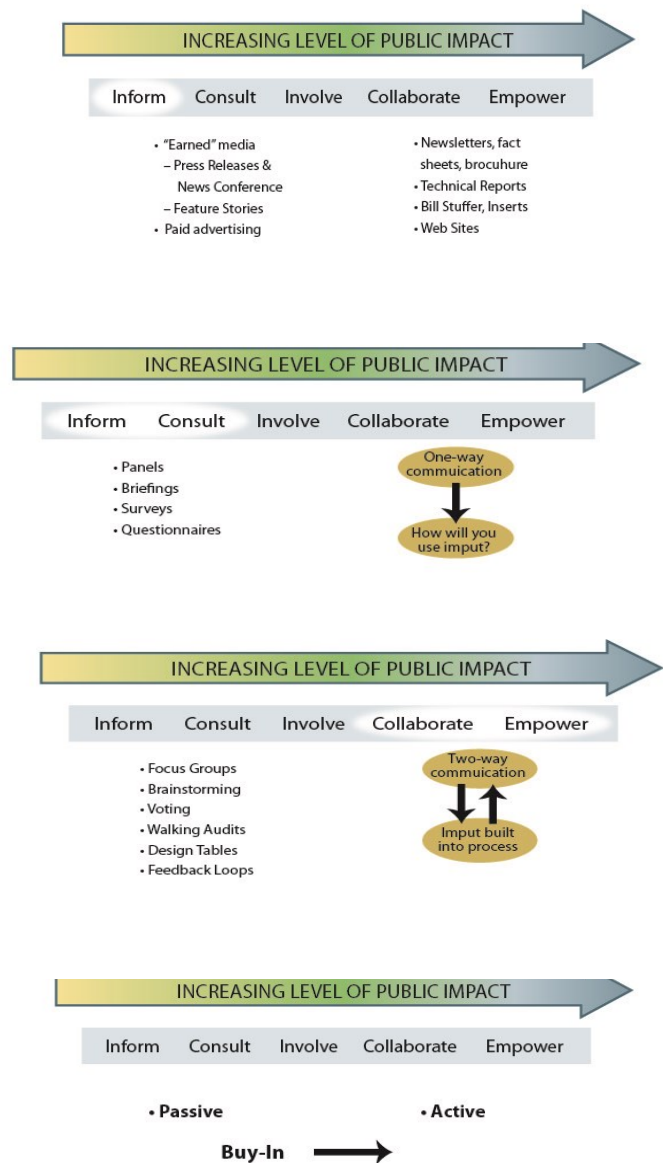 INCREASING LEVEL OF PUBLIC IMPACT
Inform Consult Involve Collaborate Empower
• "Earned" media
– Press Releases &
News Conference
– Feature Stories
• Paid advertising
• Newsletters, fact
sheets, brocuhure
• Technical Reports
• Bill Stuffer, Inserts
• Web Sites
INCREASING LEVEL OF PUBLIC IMPACT
Inform Consult Involve Collaborate Empower
• Panels
• Briefings
• Surveys
• Questionnaires
One-way
commuication
How will you
use imput?
INCREASING LEVEL OF PUBLIC IMPACT
Inform Consult Involve Collaborate Empower
• Focus Groups
• Brainstorming
• Voting
• Walking Audits
• Design Tables
• Feedback Loops
Two-way
commuication
Imput built
into process
INCREASING LEVEL OF PUBLIC IMPACT
Inform Consult Involve Collaborate Empower
• Passive • Active
Buy-In